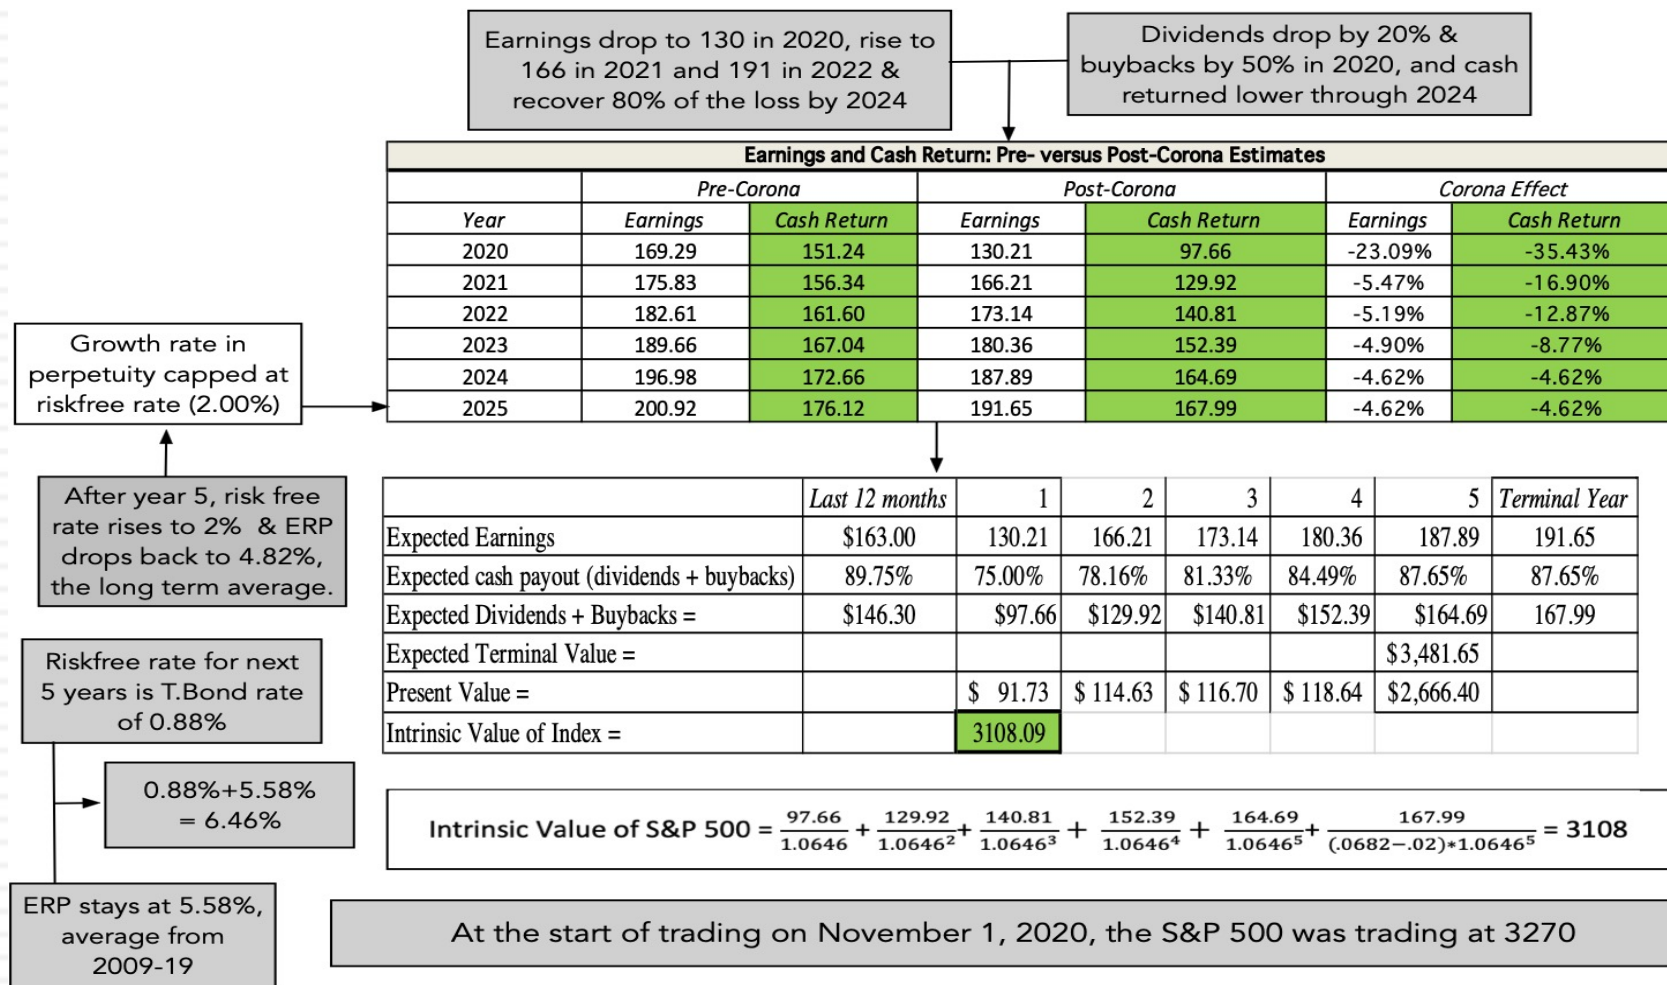 Earnings drop to 130 in 2020, rise to
166 in 2021 and 191 in 2022 &
recover 80% of the loss by 2024
Dividends drop by 20% &
buybacks by 50% in 2020, and cash
returned lower through 2024
Earnings and Cash Return: Pre- versus Post-Corona Estimates
Pre-Corona Post-Corona Corona Effect
Year Earnings Cash Return Earnings Cash Return Earnings Cash Return
2020 169.29 151.24 130.21 97.66 -23.09% -35.43%
2021 175.83 156.34 166.21 129.92 -5.47% -16.90%
2022 182.61 161.60 173.14 140.81 -5.19% -12.87%
2023 189.66 167.04 180.36 152.39 -4.90% -8.77%
2024 196.98 172.66 187.89 164.69 -4.62% -4.62%
2025 200.92 176.12 191.65 167.99 -4.62% -4.62%
Growth rate in
perpetuity capped at
riskfree rate (2.00%)
After year 5, risk free
rate rises to 2% & ERP
drops back to 4.82%,
the long term average.
Riskfree rate for next
5 years is T.Bond rate
of 0.88%
0.88%+5.58%
= 6.46%
ERP stays at 5.58%,
average from
2009-19
Last 12 months 1 2 3 4 5 Terminal Year
Expected Earnings $163.00 130.21 166.21 173.14 180.36 187.89 191.65
Expected cash payout (dividends + buybacks) 89.75% 75.00% 78.16% 81.33% 84.49% 87.65% 87.65%
Expected Dividends + Buybacks = $146.30 $97.66 $129.92 $140.81 $152.39 $164.69 167.99
Expected Terminal Value = $3,481.65
Present Value = $ 91.73 $ 114.63 $ 116.70 $ 118.64 $2,666.40
Intrinsic Value of Index = 3108.09
Intrinsic Value of S&P 500 = 97.66/1.0646 + 129.92/1.0646² + 140.81/1.0646³ + 152.39/1.0646⁴ + 164.69/1.0646⁵ + 167.99/(.0682−.02)*1.0646⁵ = 3108
At the start of trading on November 1, 2020, the S&P 500 was trading at 3270